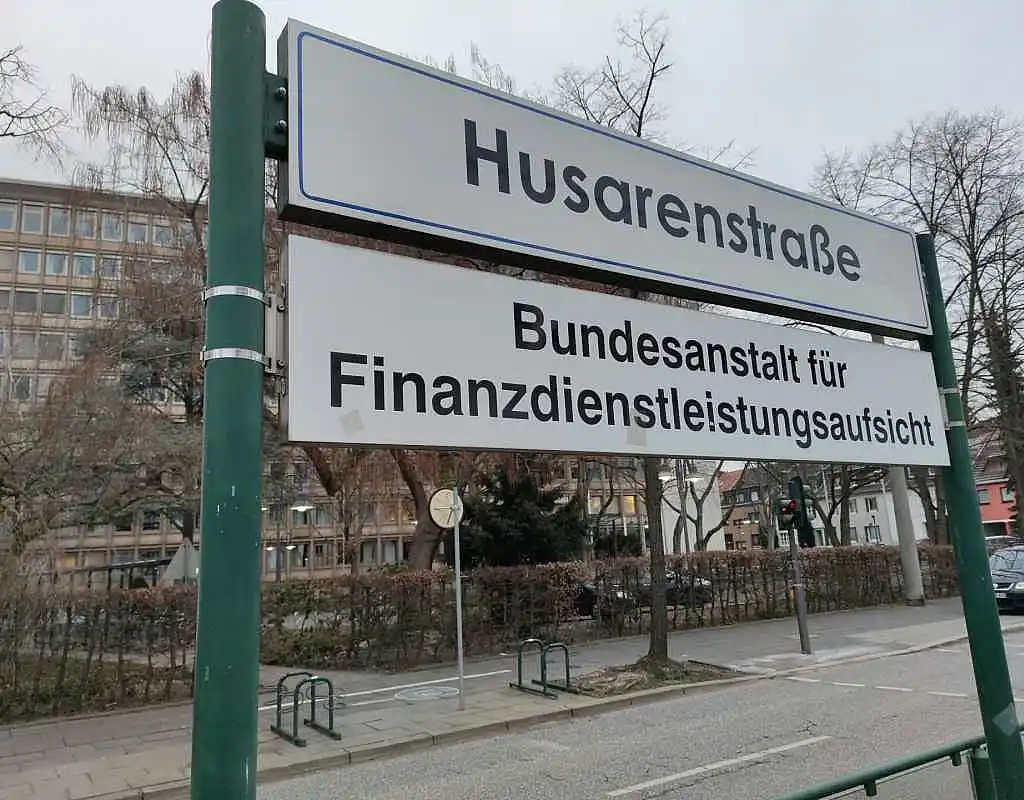 Husarenstraße
Bundesanstalt für
Finanzdienstleistungsaufsicht